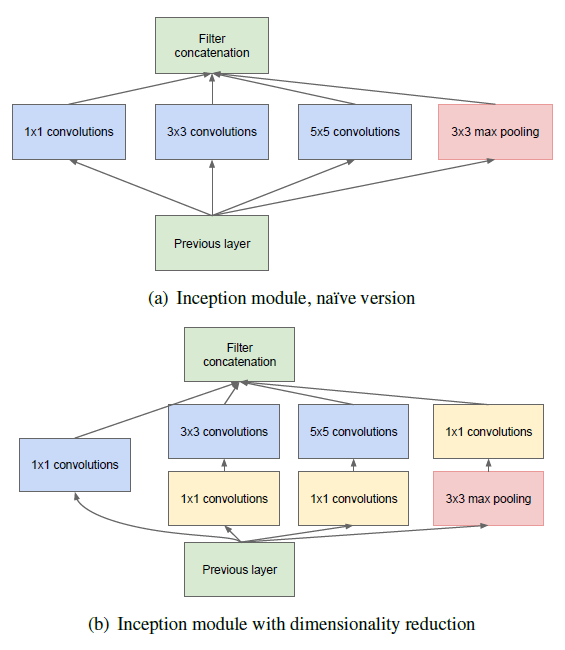 Filter
concatenation
1x1 convolutions
3x3 convolutions
5x5 convolutions
3x3 max pooling
Previous layer
(a) Inception module, naïve version
Filter
concatenation
3x3 convolutions
5x5 convolutions
1x1 convolutions
1x1 convolutions
1x1 convolutions
1x1 convolutions
3x3 max pooling
Previous layer
(b) Inception module with dimensionality reduction